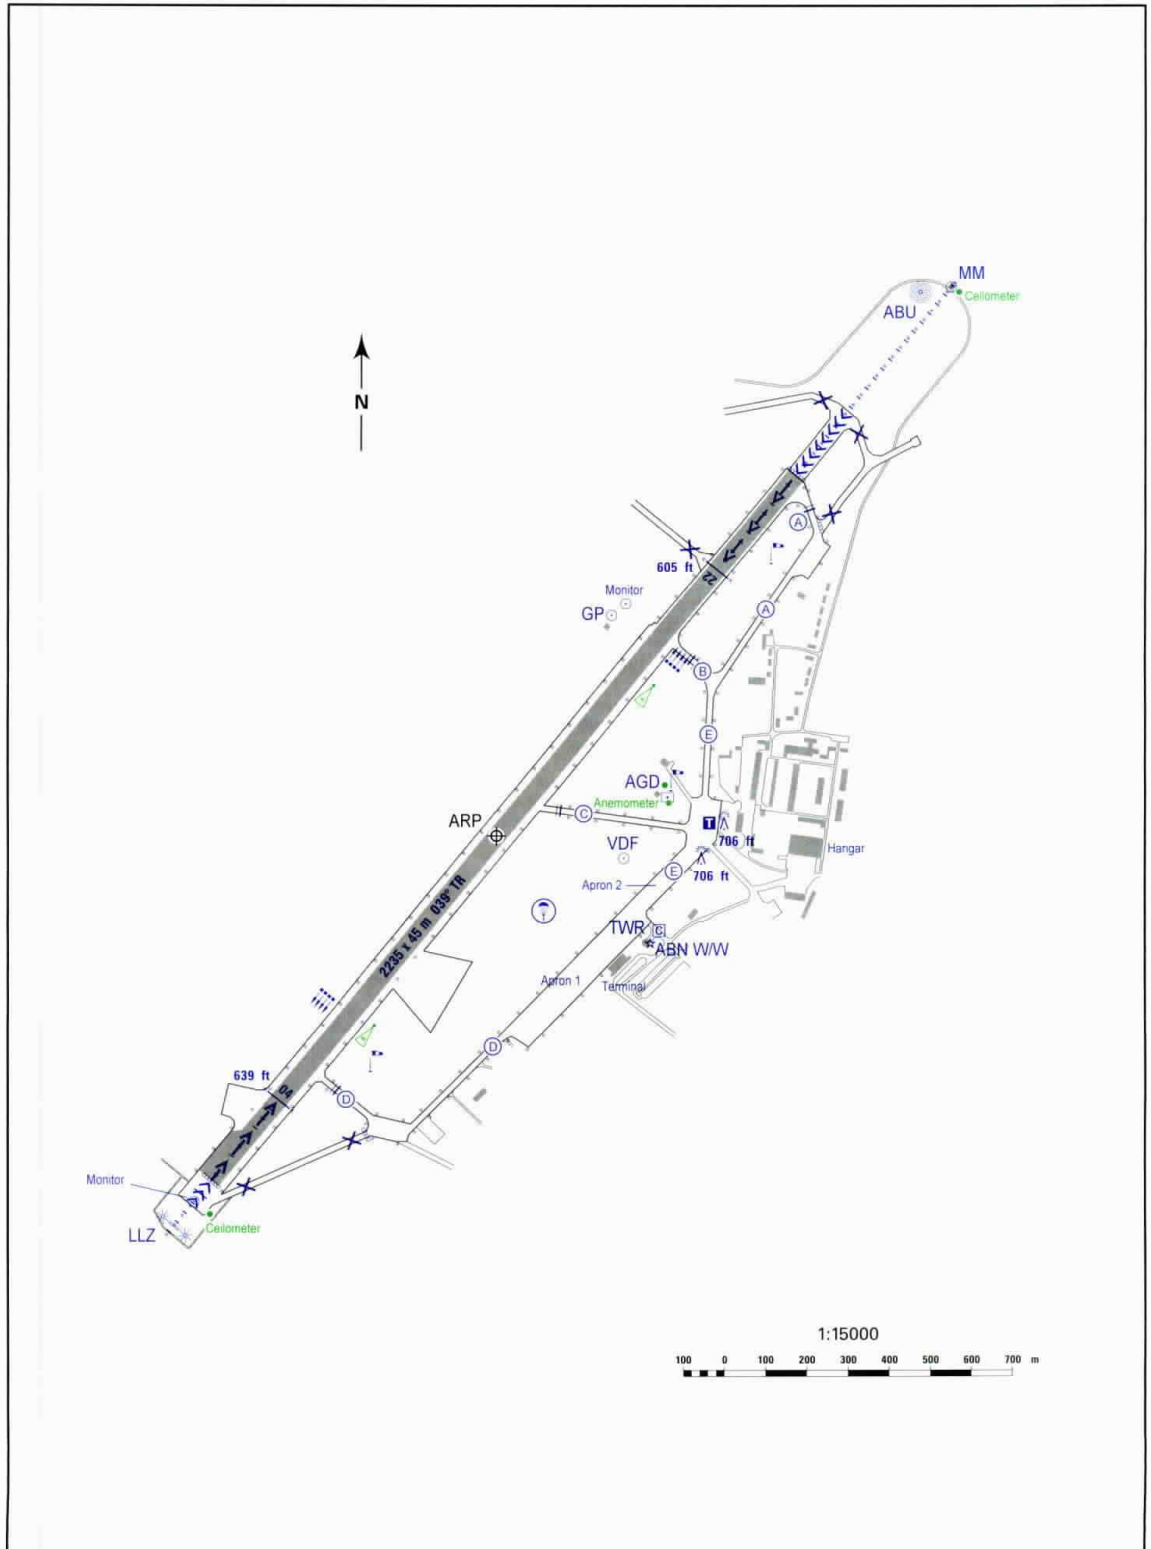 MM
Ceilometer
ABU
N
A
605 ft
22
Monitor
GP
A
B
E
AGD
Anemometer
C
ARP
T
706 ft
VDF
Hangar
706 ft
E
Apron 2
2235 x 45 m 039° TR
TWR
C
ABN W/W
Apron 1
Terminal
D
639 ft
04
D
Monitor
Ceilometer
LLZ
1:15000
100 0 100 200 300 400 500 600 700 m